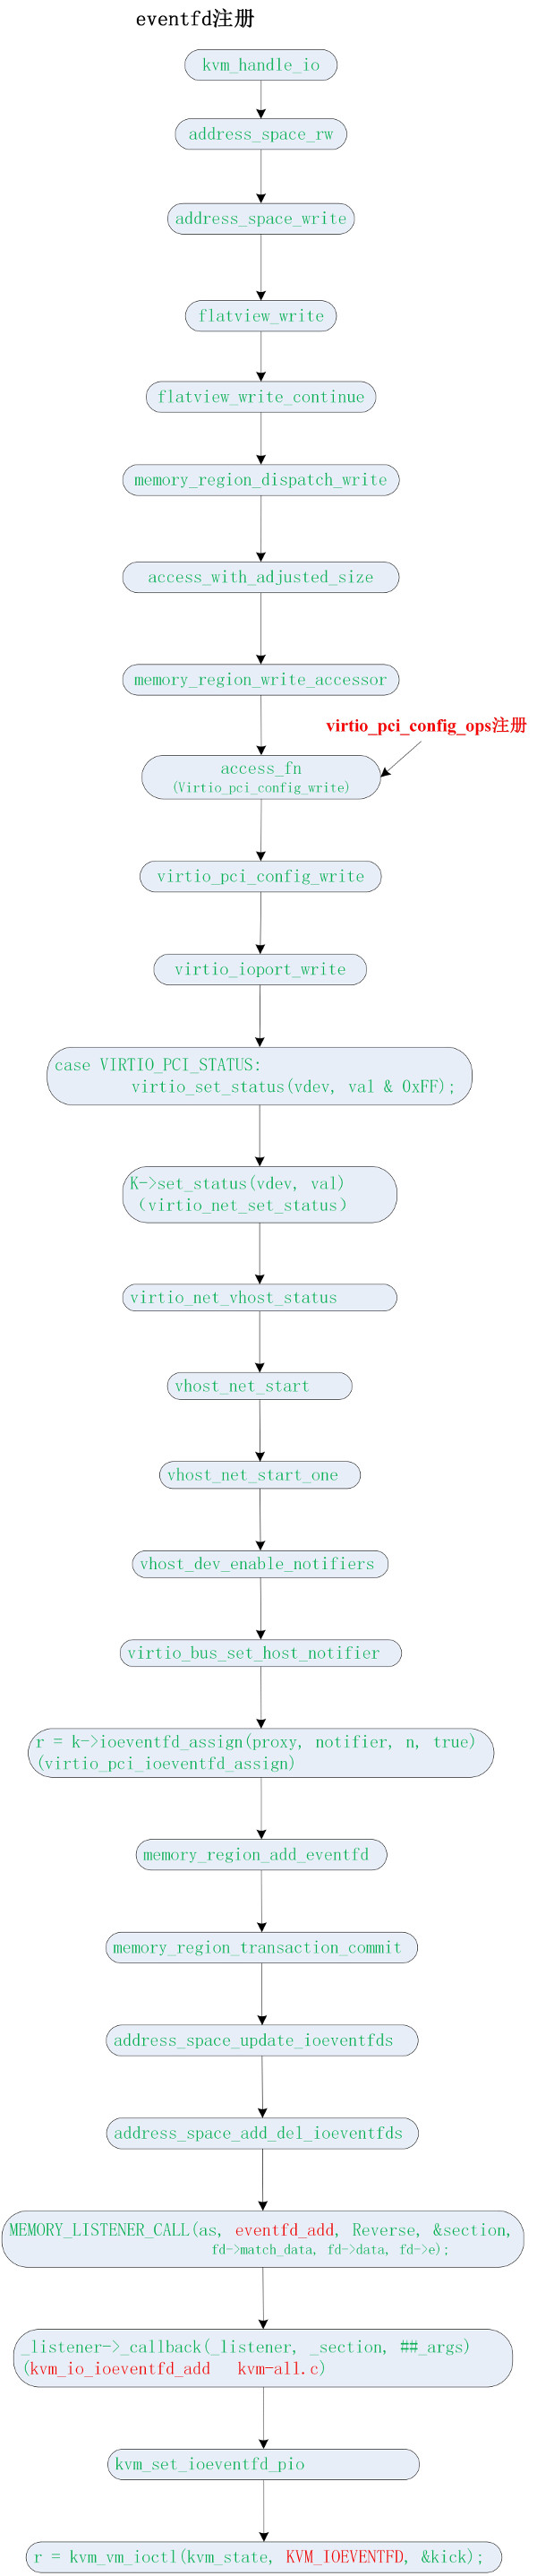 eventfd注册
kvm_handle_io
address_space_rw
address_space_write
flatview_write
flatview_write_continue
memory_region_dispatch_write
access_with_adjusted_size
memory_region_write_accessor
virtio_pci_config_ops注册
access_fn
(Virtio_pci_config_write)
virtio_pci_config_write
virtio_ioport_write
case VIRTIO_PCI_STATUS:
virtio_set_status(vdev, val & 0xFF);
K->set_status(vdev, val)
（virtio_net_set_status）
virtio_net_vhost_status
vhost_net_start
vhost_net_start_one
vhost_dev_enable_notifiers
virtio_bus_set_host_notifier
r = k->ioeventfd_assign(proxy, notifier, n, true)
(virtio_pci_ioeventfd_assign)
memory_region_add_eventfd
memory_region_transaction_commit
address_space_update_ioeventfds
address_space_add_del_ioeventfds
MEMORY_LISTENER_CALL(as, eventfd_add, Reverse, &section,
fd->match_data, fd->data, fd->e);
_listener->_callback(_listener, _section, ##_args)
(kvm_io_ioeventfd_add kvm-all.c)
kvm_set_ioeventfd_pio
r = kvm_vm_ioctl(kvm_state, KVM_IOEVENTFD, &kick);